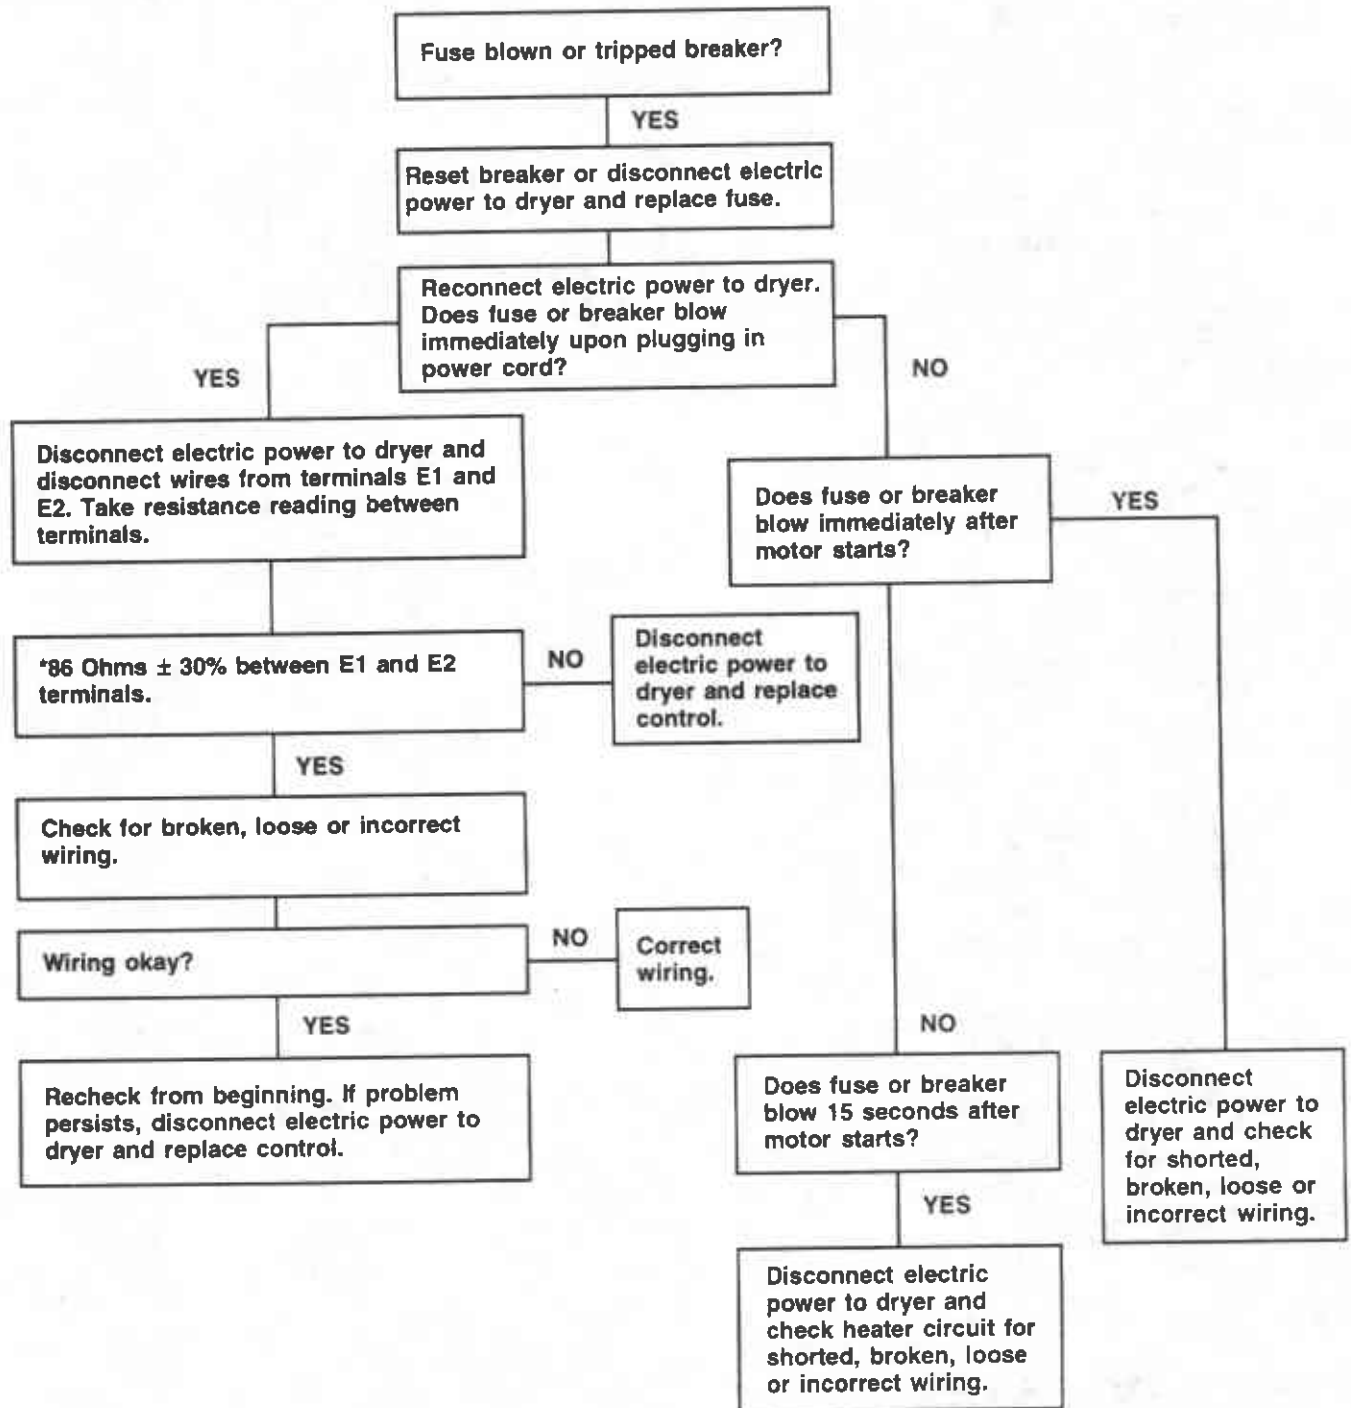 Fuse blown or tripped breaker?
YES
Reset breaker or disconnect electric
power to dryer and replace fuse.
Reconnect electric power to dryer.
Does fuse or breaker blow
immediately upon plugging in
power cord?
YES
NO
Disconnect electric power to dryer and
disconnect wires from terminals E1 and
E2. Take resistance reading between
terminals.
Does fuse or breaker
blow immediately after
motor starts?
YES
*86 Ohms ± 30% between E1 and E2
terminals.
NO
Disconnect
electric power to
dryer and replace
control.
YES
Check for broken, loose or incorrect
wiring.
Wiring okay?
NO
Correct
wiring.
YES
Recheck from beginning. If problem
persists, disconnect electric power to
dryer and replace control.
NO
Does fuse or breaker
blow 15 seconds after
motor starts?
Disconnect
electric power to
dryer and check
for shorted,
broken, loose or
incorrect wiring.
YES
Disconnect electric
power to dryer and
check heater circuit for
shorted, broken, loose
or incorrect wiring.